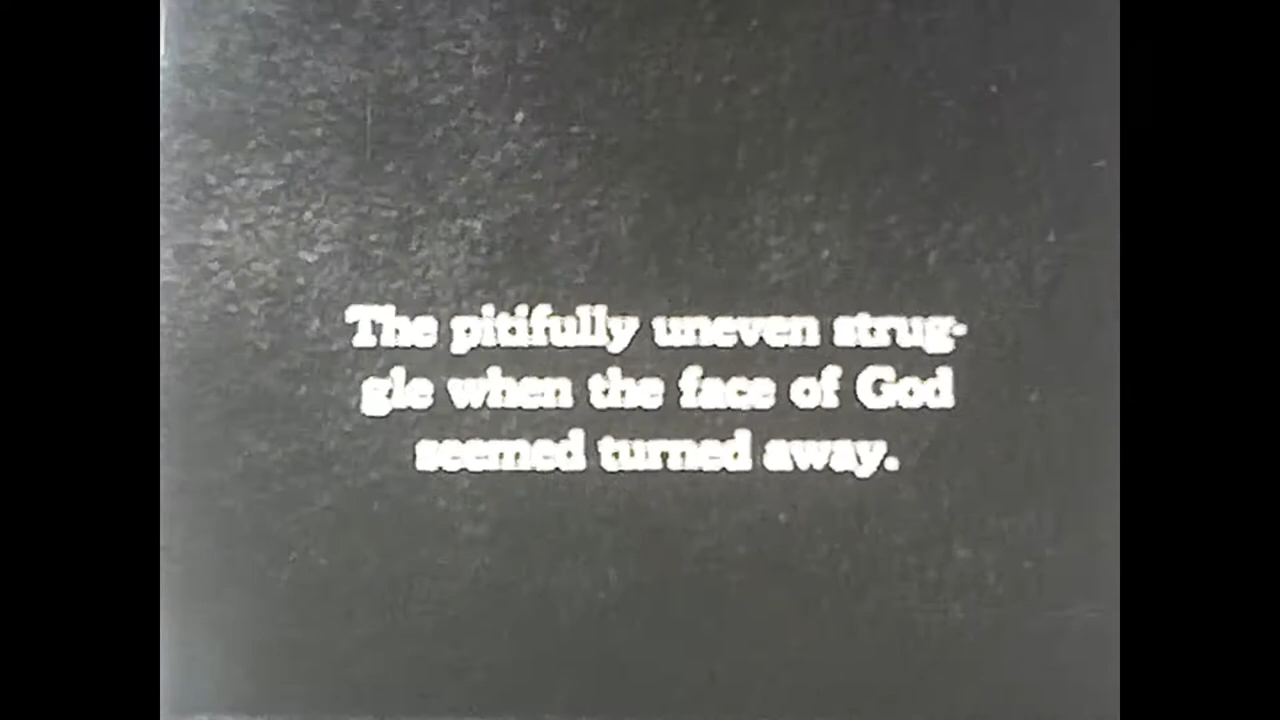 The pitifully uneven strug-
gle when the face of God
seemed turned away.